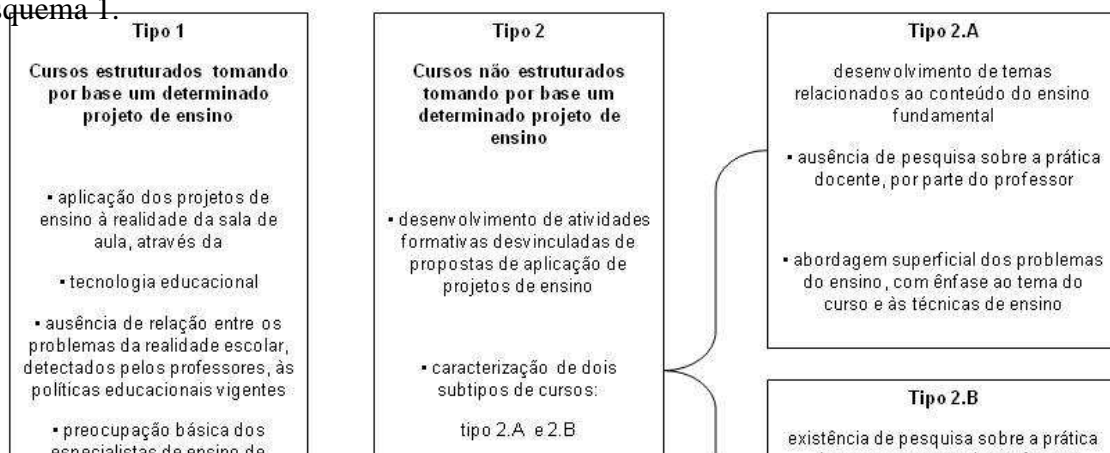 squema 1.
Tipo 1
Cursos estruturados tomando
por base um determinado
projeto de ensino
▪ aplicação dos projetos de
ensino à realidade da sala de
aula, através da
▪ tecnologia educacional
▪ ausência de relação entre os
problemas da realidade escolar,
detectados pelos professores, às
políticas educacionais vigentes
▪ preocupação básica dos
especialistas de ensino de
Tipo 2
Cursos não estruturados
tomando por base um
determinado projeto de
ensino
▪ desenvolvimento de atividades
formativas desvinculadas de
propostas de aplicação de
projetos de ensino
▪ caracterização de dois
subtipos de cursos:
tipo 2.A e 2.B
Tipo 2.A
desenvolvimento de temas
relacionados ao conteúdo do ensino
fundamental
▪ ausência de pesquisa sobre a prática
docente, por parte do professor
▪ abordagem superficial dos problemas
do ensino, com ênfase ao tema do
curso e às técnicas de ensino
Tipo 2.B
existência de pesquisa sobre a prática